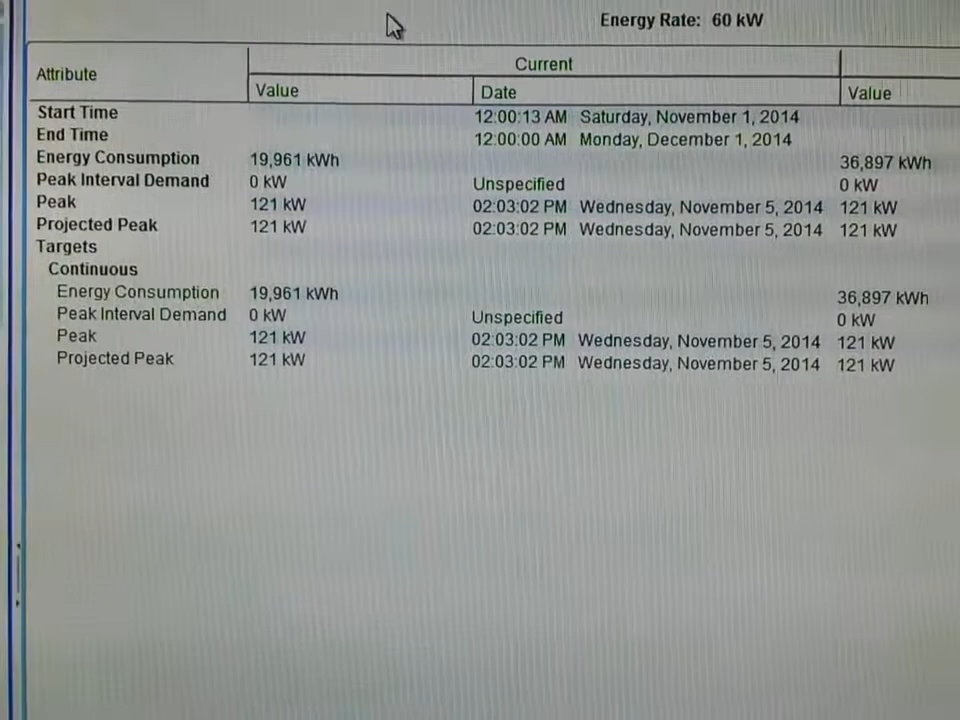 Energy Rate: 60 kW
Current
Attribute
Value Date Value
Start Time 12:00:13 AM Saturday, November 1, 2014
End Time 12:00:00 AM Monday, December 1, 2014
Energy Consumption 19,961 kWh 36,897 kWh
Peak Interval Demand 0 kW Unspecified 0 kW
Peak 121 kW 02:03:02 PM Wednesday, November 5, 2014 121 kW
Projected Peak 121 kW 02:03:02 PM Wednesday, November 5, 2014 121 kW
Targets
Continuous
Energy Consumption 19,961 kWh 36,897 kWh
Peak Interval Demand 0 kW Unspecified 0 kW
Peak 121 kW 02:03:02 PM Wednesday, November 5, 2014 121 kW
Projected Peak 121 kW 02:03:02 PM Wednesday, November 5, 2014 121 kW